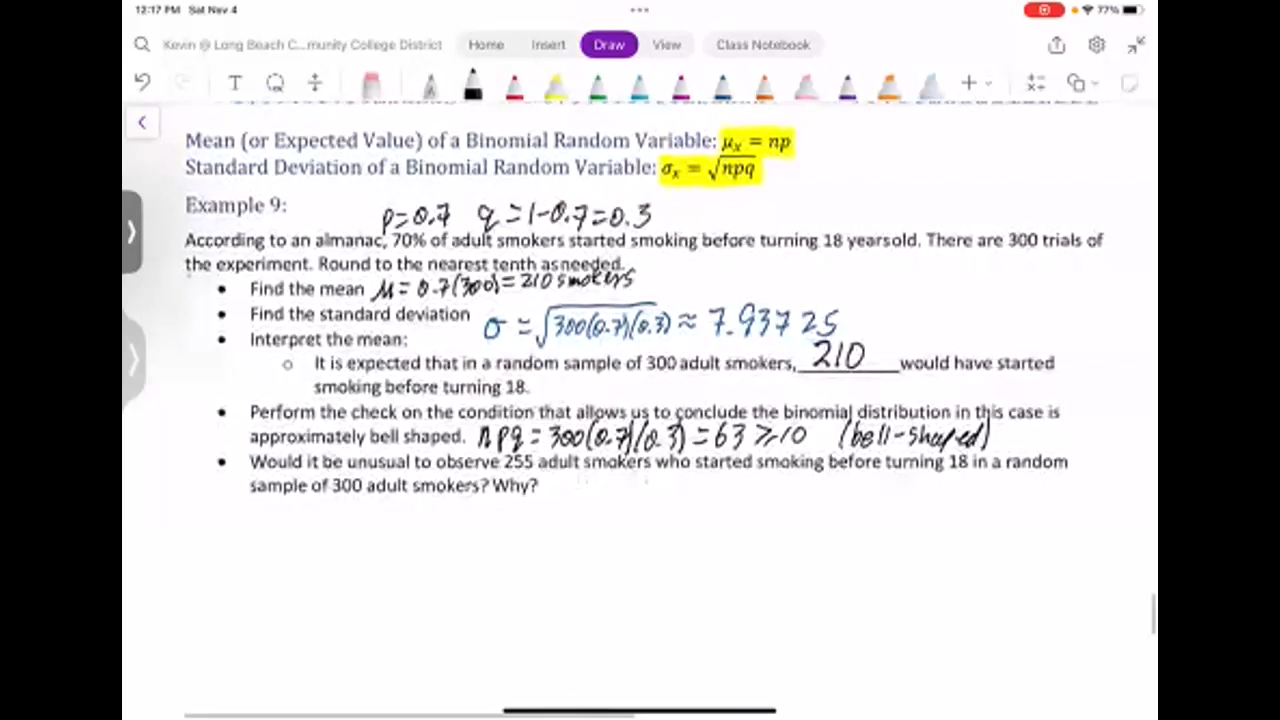 12:17 PM Sat Nov 4
77%
Kevin @ Long Beach C...munity College District
Home Insert Draw View Class Notebook
Mean (or Expected Value) of a Binomial Random Variable: μₓ = np
Standard Deviation of a Binomial Random Variable: σₓ = √npq
Example 9:
p=0.7 q=1-0.7=0.3
According to an almanac, 70% of adult smokers started smoking before turning 18 years old. There are 300 trials of
the experiment. Round to the nearest tenth as needed.
• Find the mean μ = 0.7(300) = 210 smokers
• Find the standard deviation σ = √300(0.7)(0.3) ≈ 7.93725
• Interpret the mean:
o It is expected that in a random sample of 300 adult smokers, 210 would have started
smoking before turning 18.
• Perform the check on the condition that allows us to conclude the binomial distribution in this case is
approximately bell shaped. npq = 300(0.7)(0.3) = 63 ≥ 10 (bell-shaped)
• Would it be unusual to observe 255 adult smokers who started smoking before turning 18 in a random
sample of 300 adult smokers? Why?